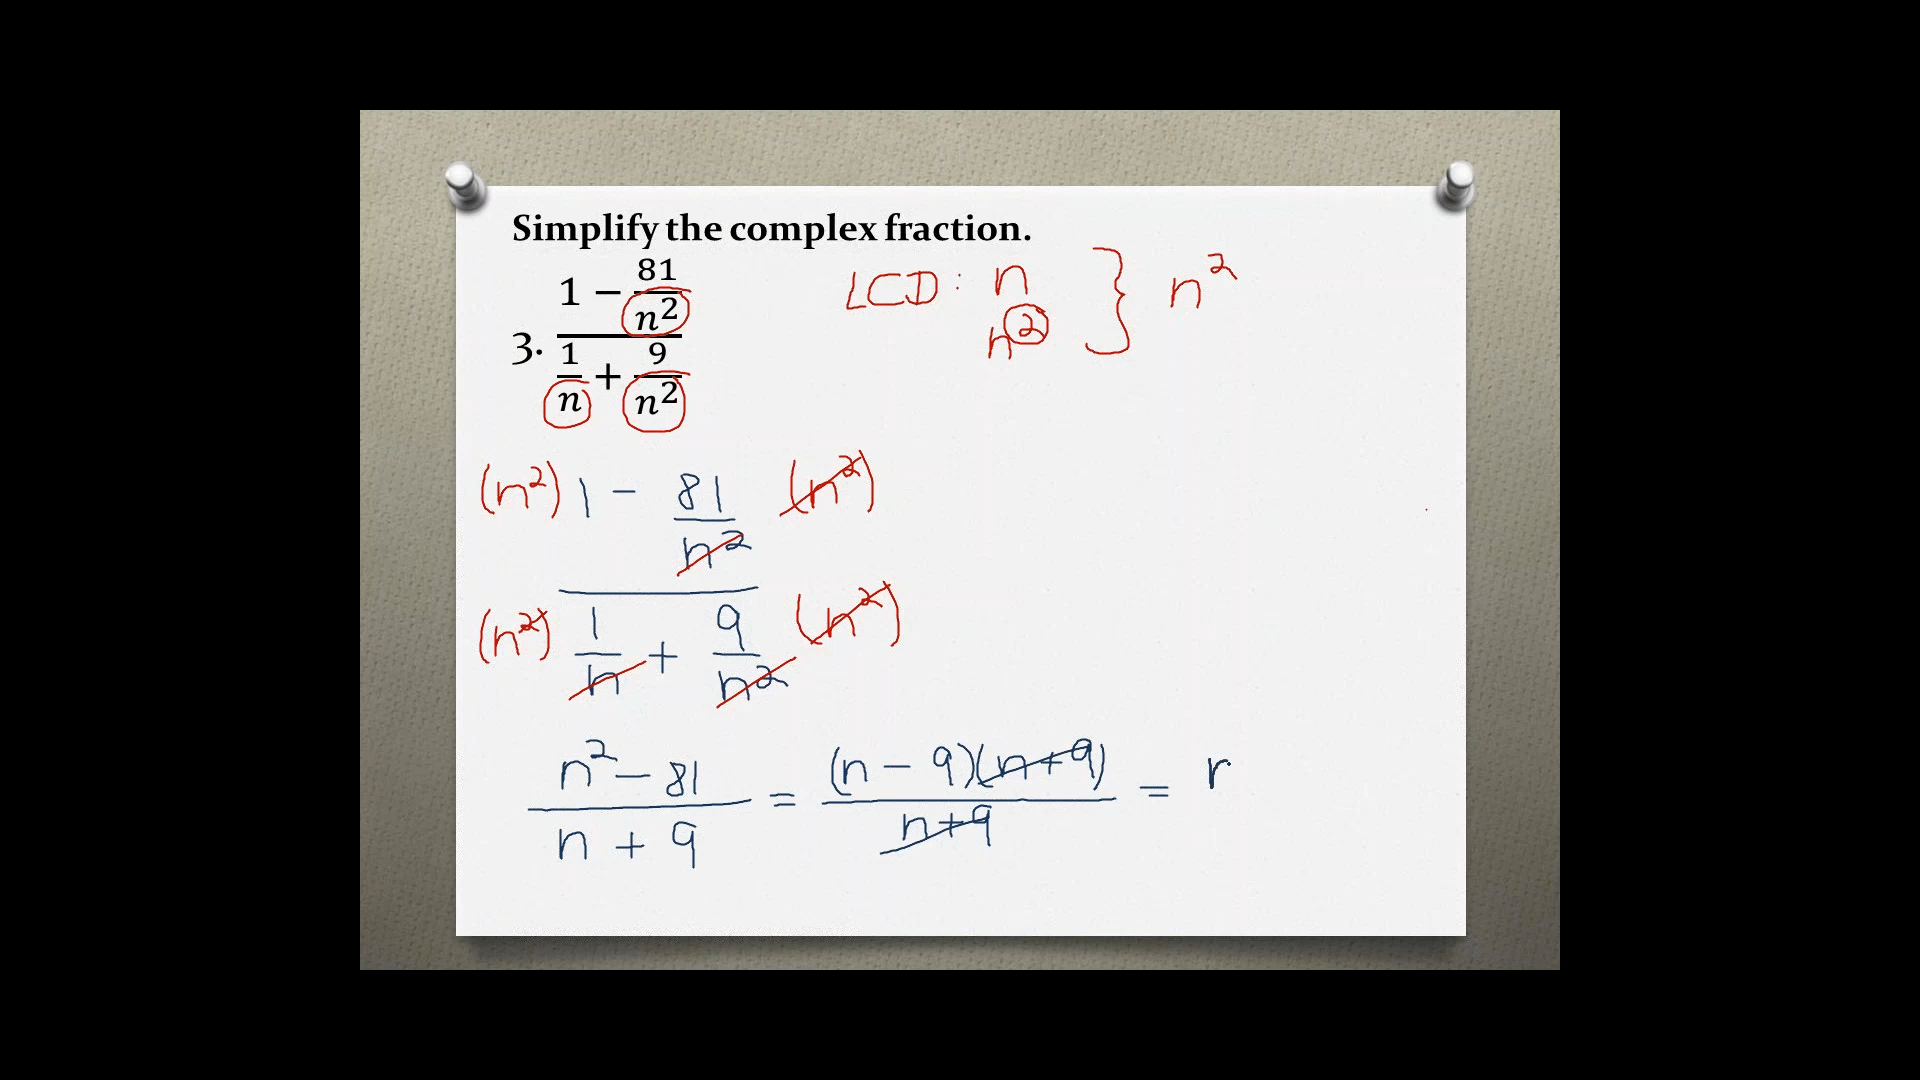 Simplify the complex fraction.
3. (1 − 81/n²) / (1/n + 9/n²)
LCD: n
n²
} n²
(n²) 1 − 81/n² (n²)
(n²) 1/n + 9/n² (n²)
(n² − 81)/(n + 9) = (n − 9)(n + 9)/(n + 9) = r